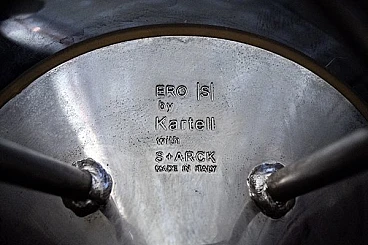 ERO |S|
by
Kartell
with
S+ARCK
MADE IN ITALY